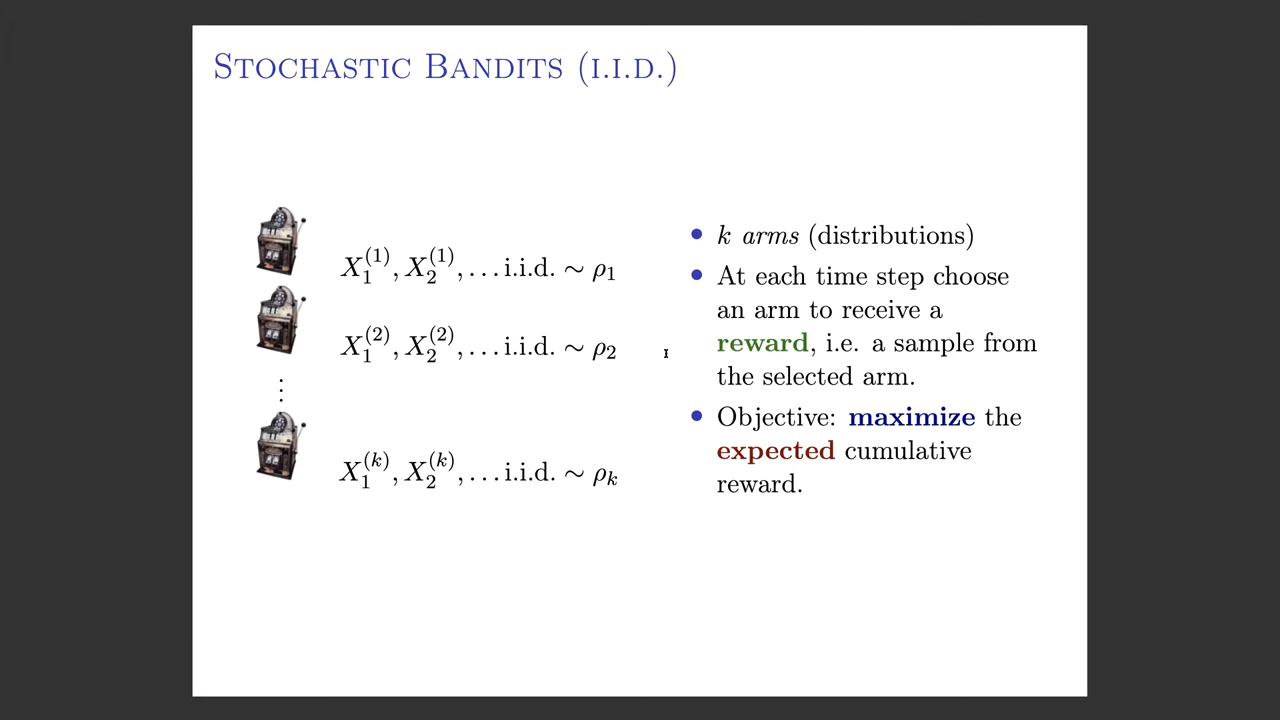 STOCHASTIC BANDITS (I.I.D.)
X₁⁽¹⁾, X₂⁽¹⁾, ... i.i.d. ∼ ρ₁
X₁⁽²⁾, X₂⁽²⁾, ... i.i.d. ∼ ρ₂
⋮
X₁⁽ᵏ⁾, X₂⁽ᵏ⁾, ... i.i.d. ∼ ρₖ
• k arms (distributions)
• At each time step choose
an arm to receive a
reward, i.e. a sample from
the selected arm.
• Objective: maximize the
expected cumulative
reward.